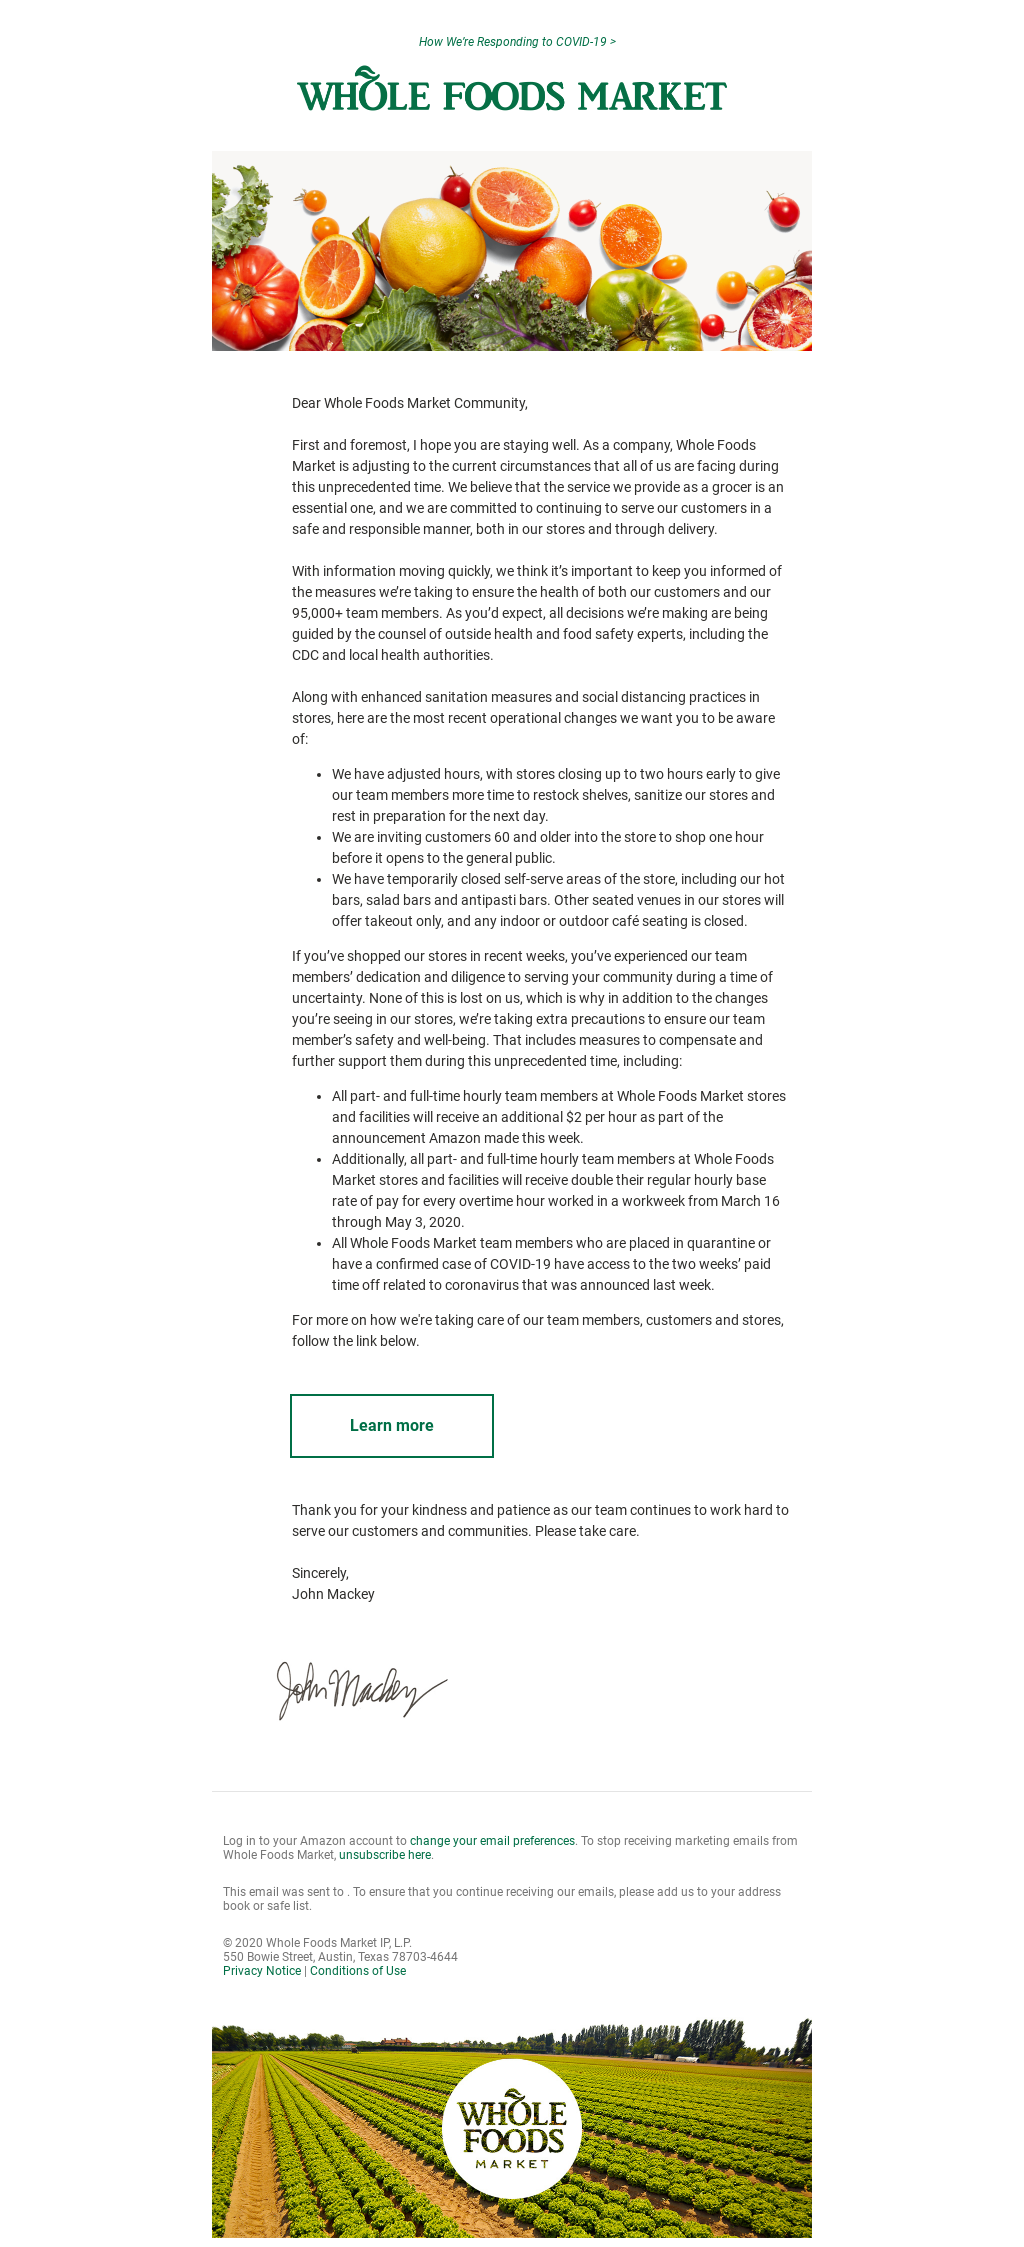 How We're Responding to COVID-19 >
WHOLE FOODS MARKET
Dear Whole Foods Market Community,
First and foremost, I hope you are staying well. As a company, Whole Foods
Market is adjusting to the current circumstances that all of us are facing during
this unprecedented time. We believe that the service we provide as a grocer is an
essential one, and we are committed to continuing to serve our customers in a
safe and responsible manner, both in our stores and through delivery.
With information moving quickly, we think it’s important to keep you informed of
the measures we’re taking to ensure the health of both our customers and our
95,000+ team members. As you’d expect, all decisions we’re making are being
guided by the counsel of outside health and food safety experts, including the
CDC and local health authorities.
Along with enhanced sanitation measures and social distancing practices in
stores, here are the most recent operational changes we want you to be aware
of:
• We have adjusted hours, with stores closing up to two hours early to give
our team members more time to restock shelves, sanitize our stores and
rest in preparation for the next day.
• We are inviting customers 60 and older into the store to shop one hour
before it opens to the general public.
• We have temporarily closed self-serve areas of the store, including our hot
bars, salad bars and antipasti bars. Other seated venues in our stores will
offer takeout only, and any indoor or outdoor café seating is closed.
If you’ve shopped our stores in recent weeks, you’ve experienced our team
members’ dedication and diligence to serving your community during a time of
uncertainty. None of this is lost on us, which is why in addition to the changes
you’re seeing in our stores, we’re taking extra precautions to ensure our team
member’s safety and well-being. That includes measures to compensate and
further support them during this unprecedented time, including:
• All part- and full-time hourly team members at Whole Foods Market stores
and facilities will receive an additional $2 per hour as part of the
announcement Amazon made this week.
• Additionally, all part- and full-time hourly team members at Whole Foods
Market stores and facilities will receive double their regular hourly base
rate of pay for every overtime hour worked in a workweek from March 16
through May 3, 2020.
• All Whole Foods Market team members who are placed in quarantine or
have a confirmed case of COVID-19 have access to the two weeks’ paid
time off related to coronavirus that was announced last week.
For more on how we're taking care of our team members, customers and stores,
follow the link below.
Learn more
Thank you for your kindness and patience as our team continues to work hard to
serve our customers and communities. Please take care.
Sincerely,
John Mackey
John Mackey
Log in to your Amazon account to change your email preferences. To stop receiving marketing emails from
Whole Foods Market, unsubscribe here.
This email was sent to . To ensure that you continue receiving our emails, please add us to your address
book or safe list.
© 2020 Whole Foods Market IP, L.P.
550 Bowie Street, Austin, Texas 78703-4644
Privacy Notice | Conditions of Use
WHOLE
FOODS
MARKET